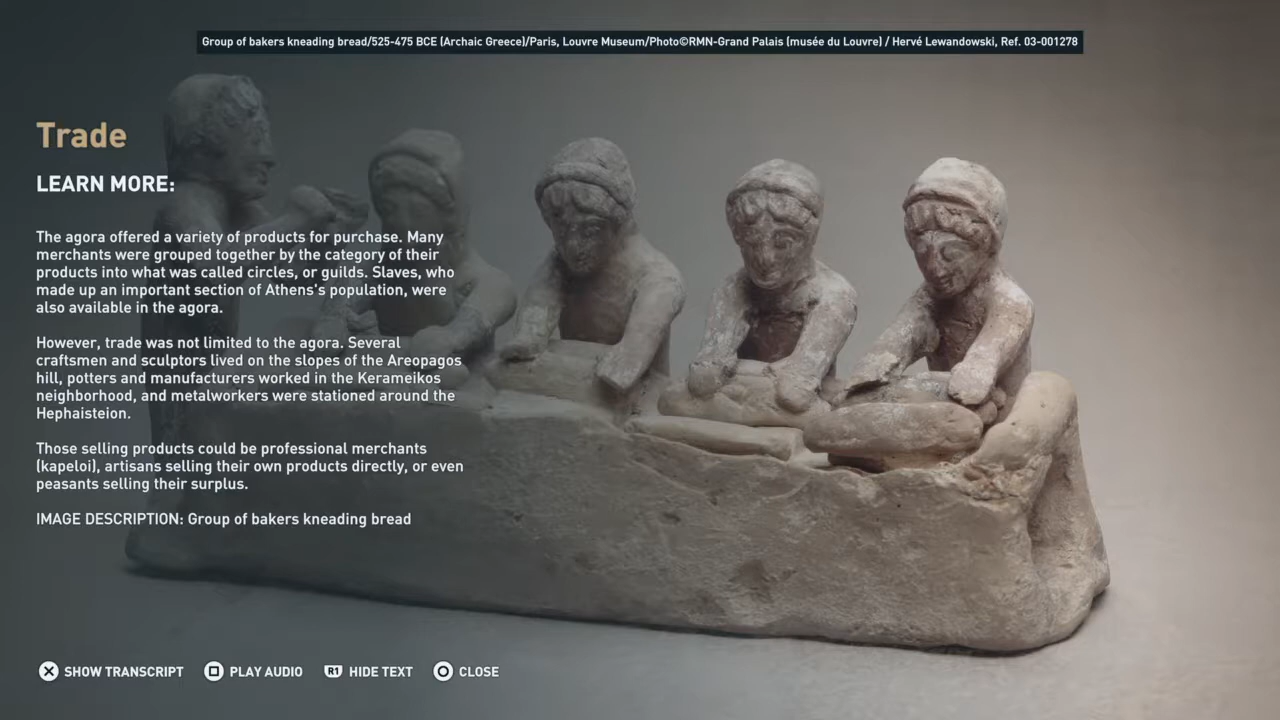 Group of bakers kneading bread/525-475 BCE (Archaic Greece)/Paris, Louvre Museum/Photo©RMN-Grand Palais (musée du Louvre) / Hervé Lewandowski, Ref. 03-001278
Trade
LEARN MORE:
The agora offered a variety of products for purchase. Many
merchants were grouped together by the category of their
products into what was called circles, or guilds. Slaves, who
made up an important section of Athens's population, were
also available in the agora.
However, trade was not limited to the agora. Several
craftsmen and sculptors lived on the slopes of the Areopagos
hill, potters and manufacturers worked in the Kerameikos
neighborhood, and metalworkers were stationed around the
Hephaisteion.
Those selling products could be professional merchants
(kapeloi), artisans selling their own products directly, or even
peasants selling their surplus.
IMAGE DESCRIPTION: Group of bakers kneading bread
SHOW TRANSCRIPT PLAY AUDIO R1 HIDE TEXT CLOSE